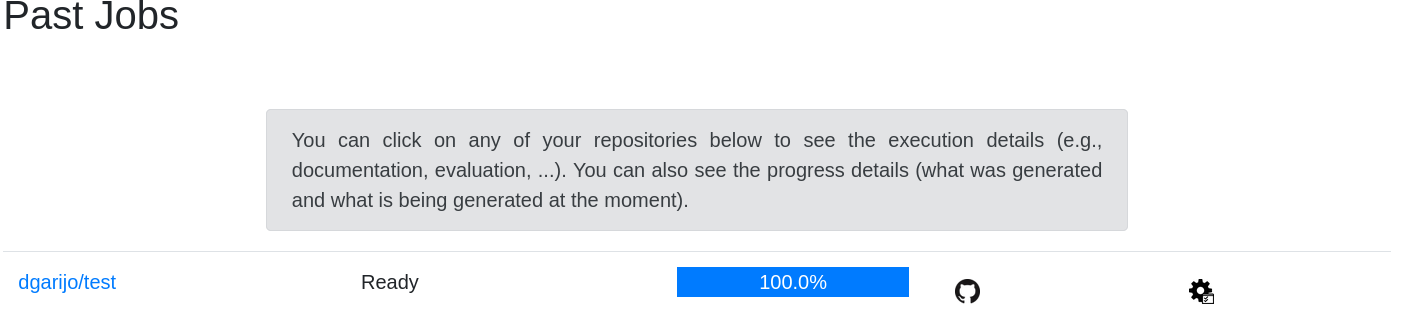 Past Jobs
You can click on any of your repositories below to see the execution details (e.g.,
documentation, evaluation, ...). You can also see the progress details (what was generated
and what is being generated at the moment).
dgarijo/test Ready 100.0%